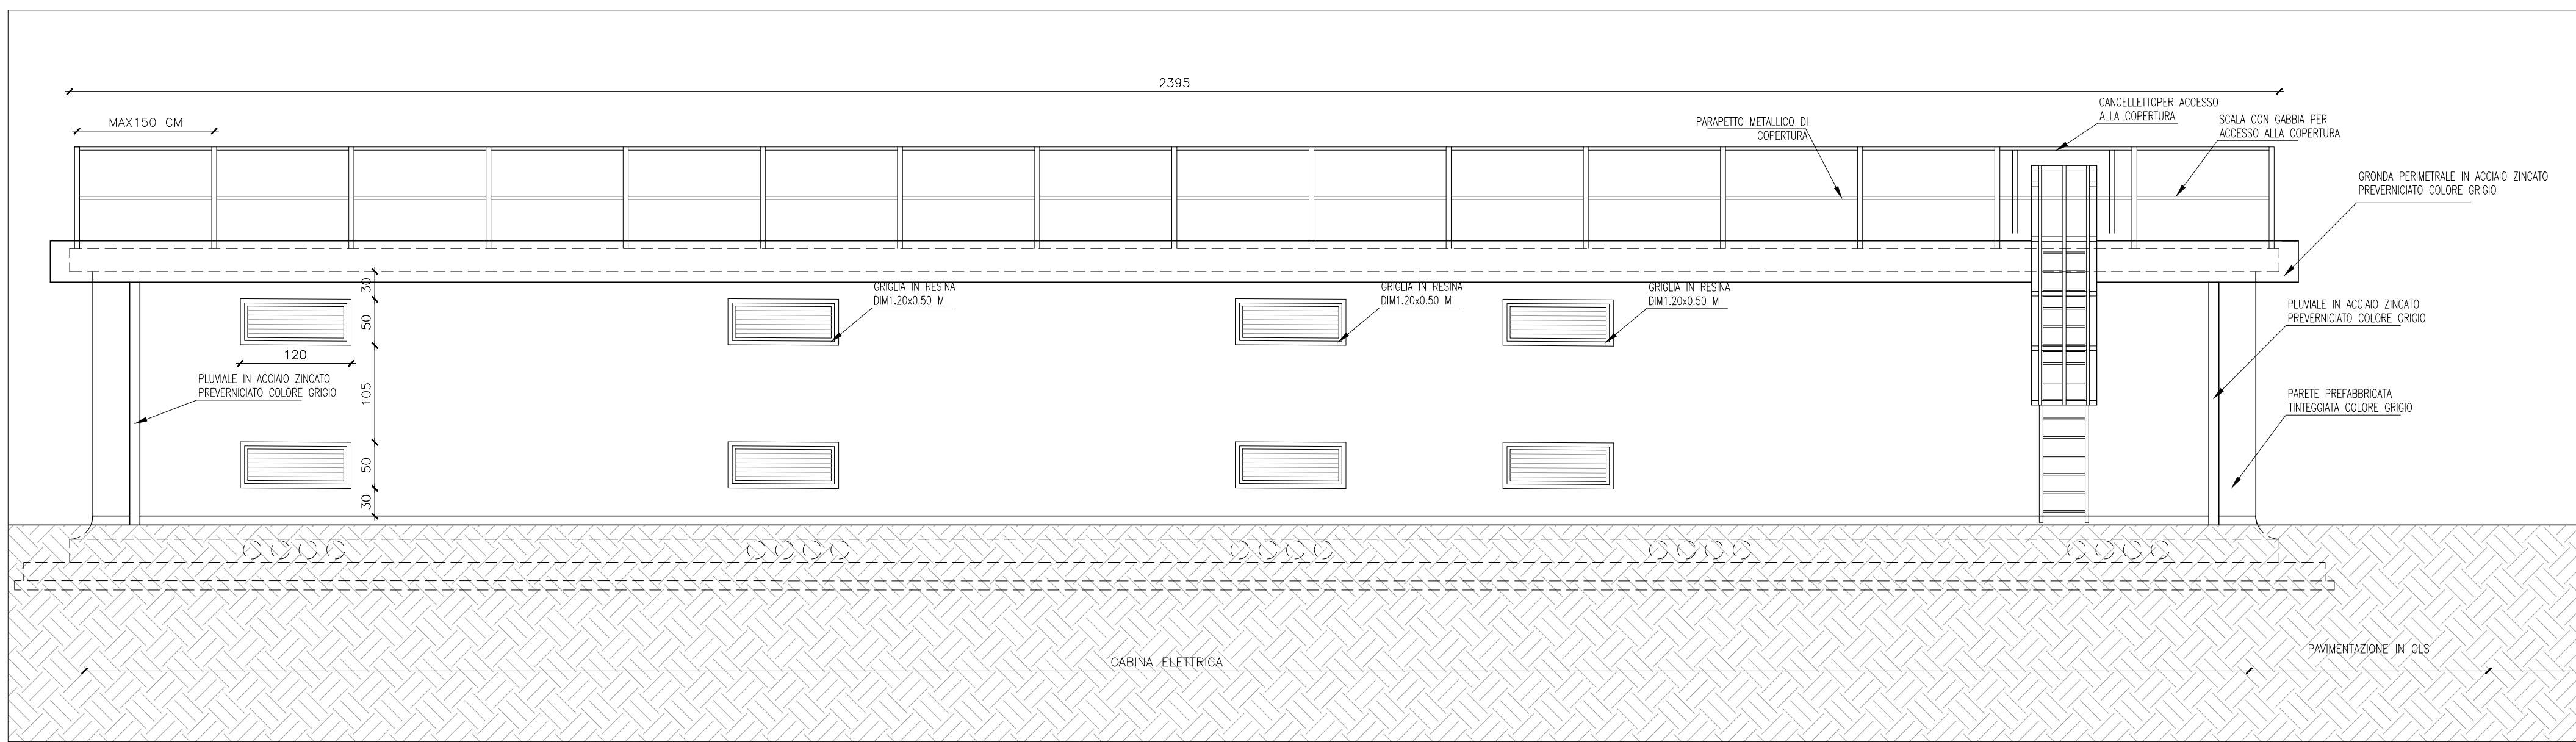 2395
MAX150 CM
PARAPETTO METALLICO DI
COPERTURA
CANCELLETTOPER ACCESSO
ALLA COPERTURA
SCALA CON GABBIA PER
ACCESSO ALLA COPERTURA
GRONDA PERIMETRALE IN ACCIAIO ZINCATO
PREVERNICIATO COLORE GRIGIO
30
50
120
105
50
30
GRIGLIA IN RESINA
DIM1.20x0.50 M
GRIGLIA IN RESINA
DIM1.20x0.50 M
GRIGLIA IN RESINA
DIM1.20x0.50 M
PLUVIALE IN ACCIAIO ZINCATO
PREVERNICIATO COLORE GRIGIO
PLUVIALE IN ACCIAIO ZINCATO
PREVERNICIATO COLORE GRIGIO
PARETE PREFABBRICATA
TINTEGGIATA COLORE GRIGIO
CABINA ELETTRICA
PAVIMENTAZIONE IN CLS